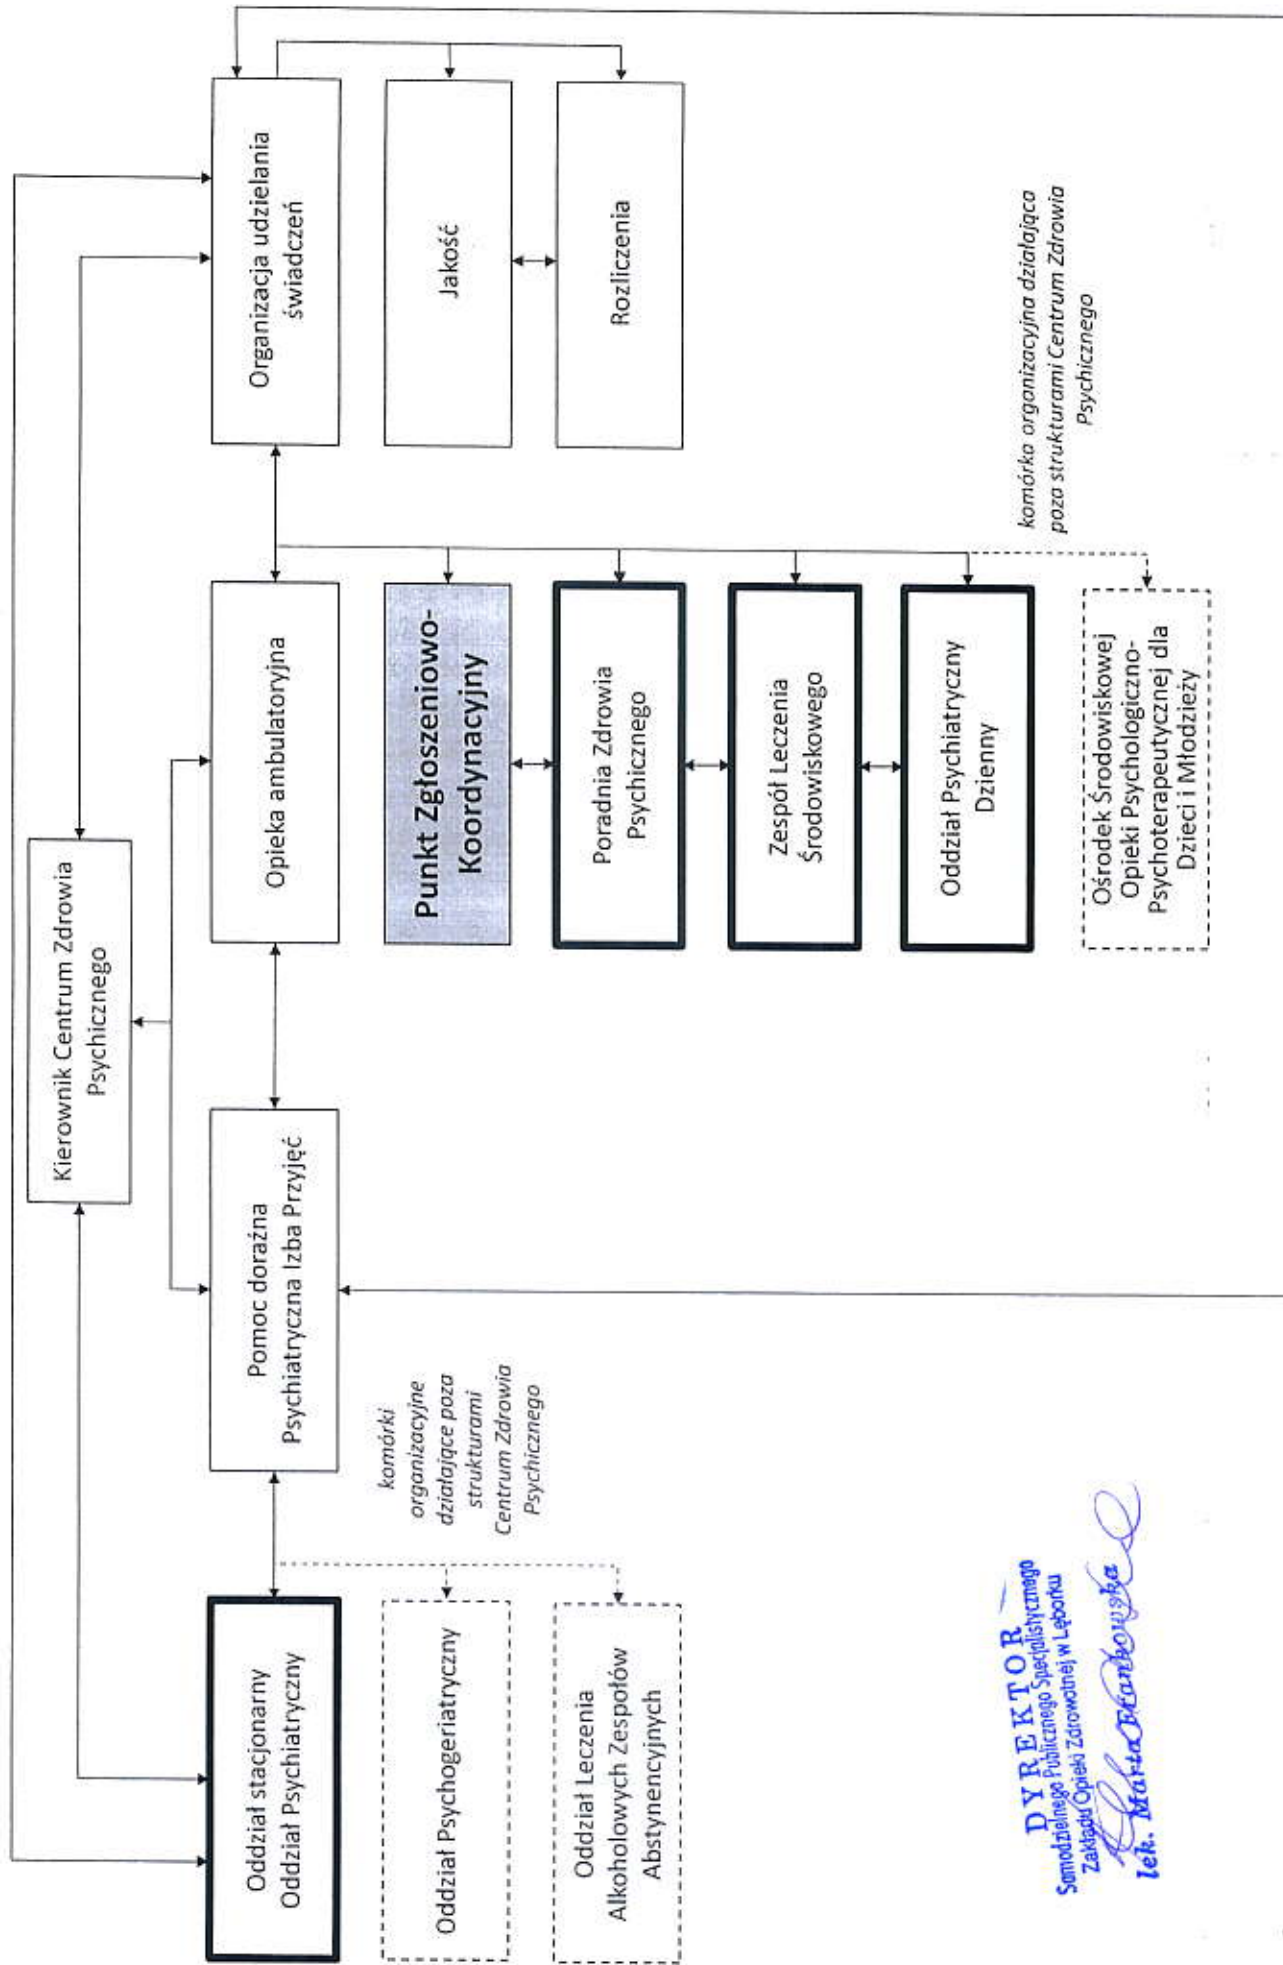 Kierownik Centrum Zdrowia
Psychicznego
Oddział stacjonarny
Oddział Psychiatryczny
Pomoc doraźna
Psychiatryczna Izba Przyjęć
Opieka ambulatoryjna
Organizacja udzielania
świadczeń
Oddział Psychogeriatryczny
Oddział Leczenia
Alkoholowych Zespołów
Abstynencyjnych
komórki
organizacyjne
działające poza
strukturami
Centrum Zdrowia
Psychicznego
Punkt Zgłoszeniowo-
Koordynacyjny
Poradnia Zdrowia
Psychicznego
Zespół Leczenia
Środowiskowego
Oddział Psychiatryczny
Dzienny
Ośrodek Środowiskowej
Opieki Psychologiczno-
Psychoterapeutycznej dla
Dzieci i Młodzieży
Jakość
Rozliczenia
komórka organizacyjna działająca
poza strukturami Centrum Zdrowia
Psychicznego
DYREKTOR
Samodzielnego Publicznego Specjalistycznego
Zakładu Opieki Zdrowotnej w Lęborku
lek. Marta Frankowska